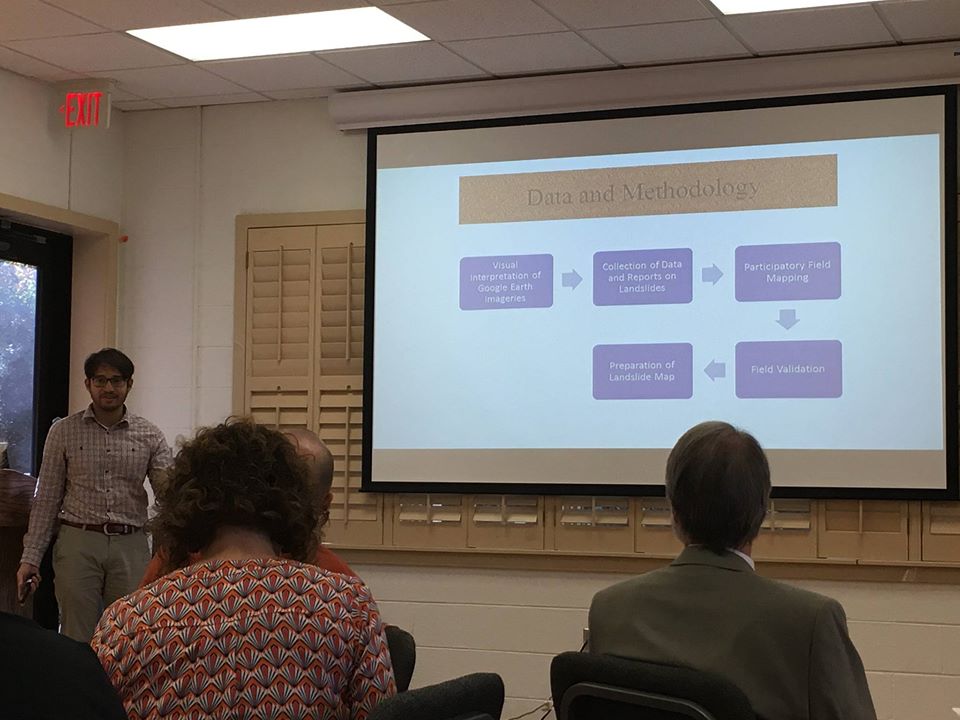 EXIT
Data and Methodology
Visual
Interpretation of
Google Earth
Imageries
Collection of Data
and Reports on
Landslides
Participatory Field
Mapping
Field Validation
Preparation of
Landslide Map